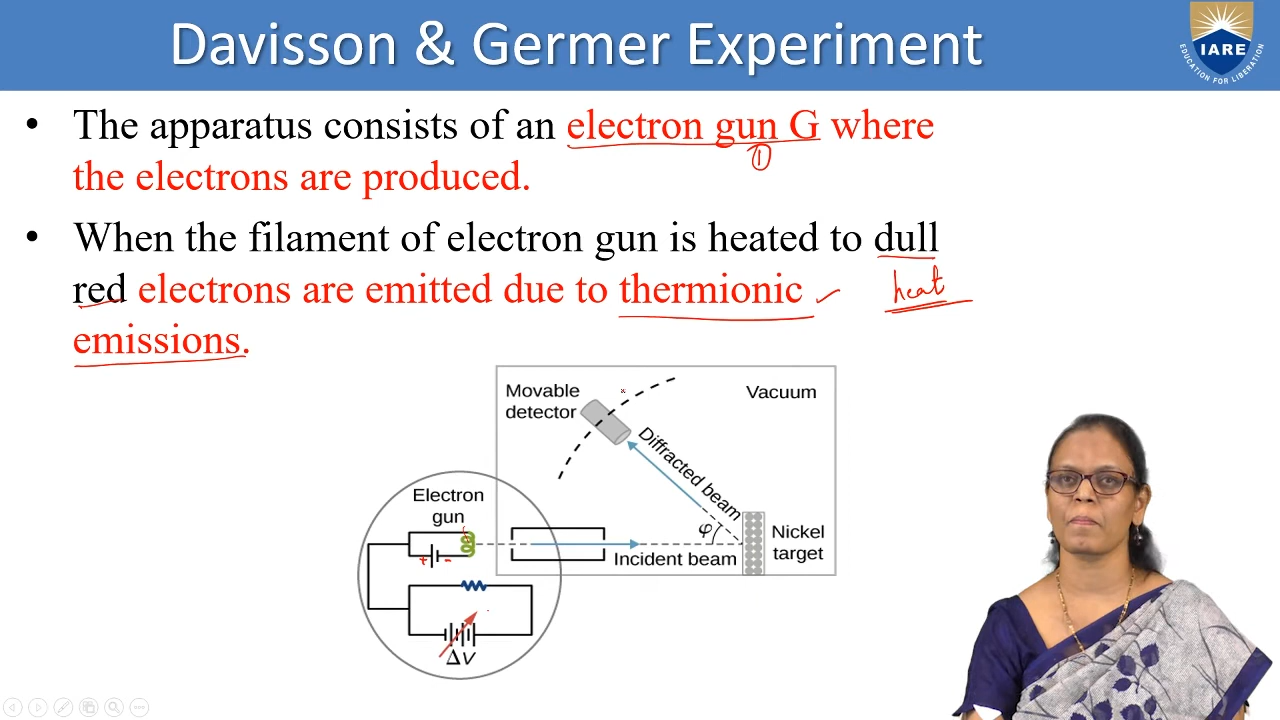 Davisson & Germer Experiment
IARE
EDUCATION FOR LIBERATION
• The apparatus consists of an electron gun G where
①
the electrons are produced.
• When the filament of electron gun is heated to dull
red electrons are emitted due to thermionic ✓ heat
emissions.
Movable
detector
Vacuum
Diffracted beam
Electron
gun
φ
Nickel
target
Incident beam
+ -
ΔV